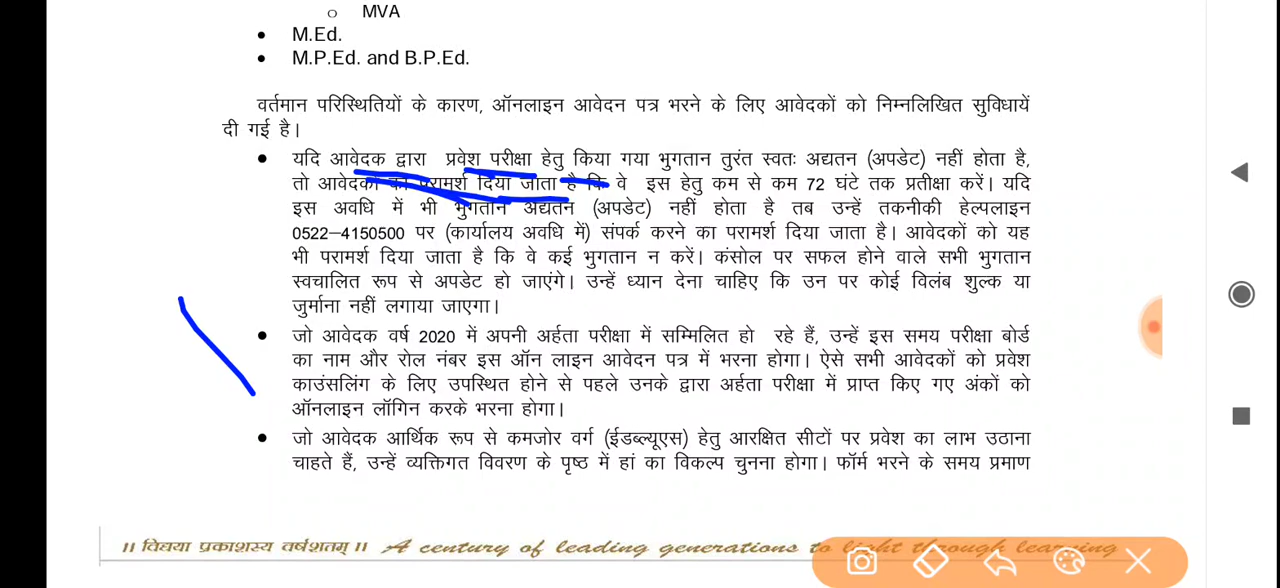 o MVA
• M.Ed.
• M.P.Ed. and B.P.Ed.
वर्तमान परिस्थितियों के कारण, ऑनलाइन आवेदन पत्र भरने के लिए आवेदकों को निम्नलिखित सुविधायें
दी गई है।
• यदि आवेदक द्वारा प्रवेश परीक्षा हेतु किया गया भुगतान तुरंत स्वतः अद्यतन (अपडेट) नहीं होता है,
तो आवेदकों को परामर्श दिया जाता है कि वे इस हेतु कम से कम 72 घंटे तक प्रतीक्षा करें। यदि
इस अवधि में भी भुगतान अद्यतन (अपडेट) नहीं होता है तब उन्हें तकनीकी हेल्पलाइन
0522–4150500 पर (कार्यालय अवधि में) संपर्क करने का परामर्श दिया जाता है। आवेदकों को यह
भी परामर्श दिया जाता है कि वे कई भुगतान न करें। कंसोल पर सफल होने वाले सभी भुगतान
स्वचालित रूप से अपडेट हो जाएंगे। उन्हें ध्यान देना चाहिए कि उन पर कोई विलंब शुल्क या
जुर्माना नहीं लगाया जाएगा।
• जो आवेदक वर्ष 2020 में अपनी अर्हता परीक्षा में सम्मिलित हो रहे हैं, उन्हें इस समय परीक्षा बोर्ड
का नाम और रोल नंबर इस ऑन लाइन आवेदन पत्र में भरना होगा। ऐसे सभी आवेदकों को प्रवेश
काउंसलिंग के लिए उपस्थित होने से पहले उनके द्वारा अर्हता परीक्षा में प्राप्त किए गए अंकों को
ऑनलाइन लॉगिन करके भरना होगा।
• जो आवेदक आर्थिक रूप से कमजोर वर्ग (ईडब्ल्यूएस) हेतु आरक्षित सीटों पर प्रवेश का लाभ उठाना
चाहते हैं, उन्हें व्यक्तिगत विवरण के पृष्ठ में हां का विकल्प चुनना होगा। फॉर्म भरने के समय प्रमाण
।। विद्यया प्रकाशस्य वर्षशतम् ।। A century of leading generations to light through learning